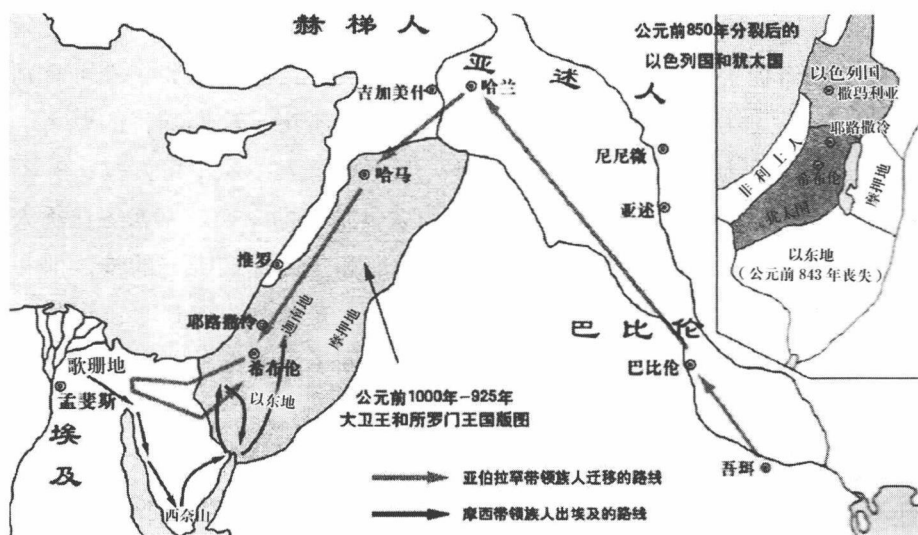 赫梯人
公元前850年分裂后的
以色列国和犹太国
亚述人
吉加美什
哈兰
以色列国
撒玛利亚
耶路撒冷
尼尼微
哈马
非利士人
希布伦
摩押地
亚述
犹太国
推罗
以东地
(公元前843年丧失)
迦南地
耶路撒冷
摩押地
巴比伦
歌珊地
希布伦
巴比伦
孟斐斯
以东地
公元前1000年-925年
大卫王和所罗门王国版图
埃及
吾珥
亚伯拉罕带领族人迁移的路线
西奈山
摩西带领族人出埃及的路线